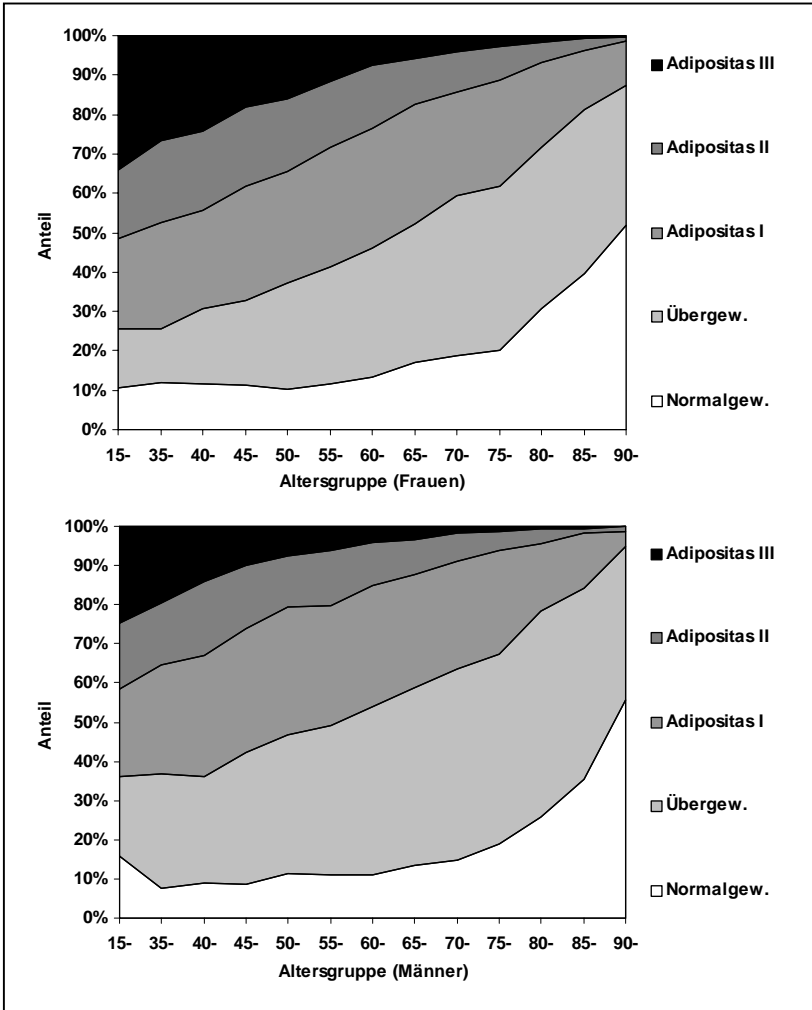 100%
90%
80%
70%
60%
50%
40%
30%
20%
10%
0%
Anteil
15- 35- 40- 45- 50- 55- 60- 65- 70- 75- 80- 85- 90-
Altersgruppe (Frauen)
Adipositas III
Adipositas II
Adipositas I
Übergew.
Normalgew.
100%
90%
80%
70%
60%
50%
40%
30%
20%
10%
0%
Anteil
15- 35- 40- 45- 50- 55- 60- 65- 70- 75- 80- 85- 90-
Altersgruppe (Männer)
Adipositas III
Adipositas II
Adipositas I
Übergew.
Normalgew.